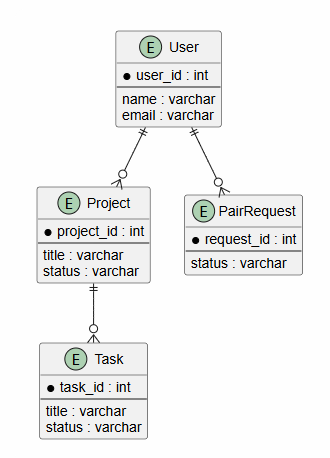 E User
user_id : int
name : varchar
email : varchar
E Project
project_id : int
title : varchar
status : varchar
E PairRequest
request_id : int
status : varchar
E Task
task_id : int
title : varchar
status : varchar